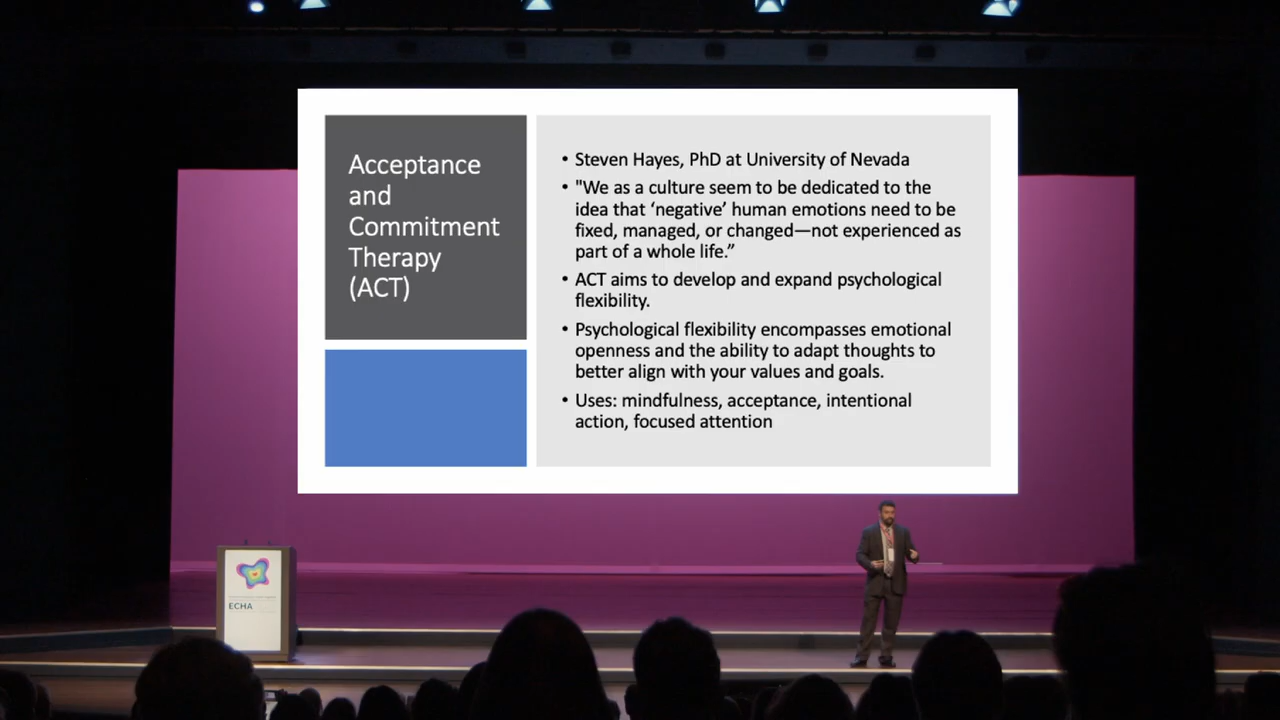 Acceptance
and
Commitment
Therapy
(ACT)
• Steven Hayes, PhD at University of Nevada
• "We as a culture seem to be dedicated to the
idea that ‘negative’ human emotions need to be
fixed, managed, or changed—not experienced as
part of a whole life.”
• ACT aims to develop and expand psychological
flexibility.
• Psychological flexibility encompasses emotional
openness and the ability to adapt thoughts to
better align with your values and goals.
• Uses: mindfulness, acceptance, intentional
action, focused attention
ECHA